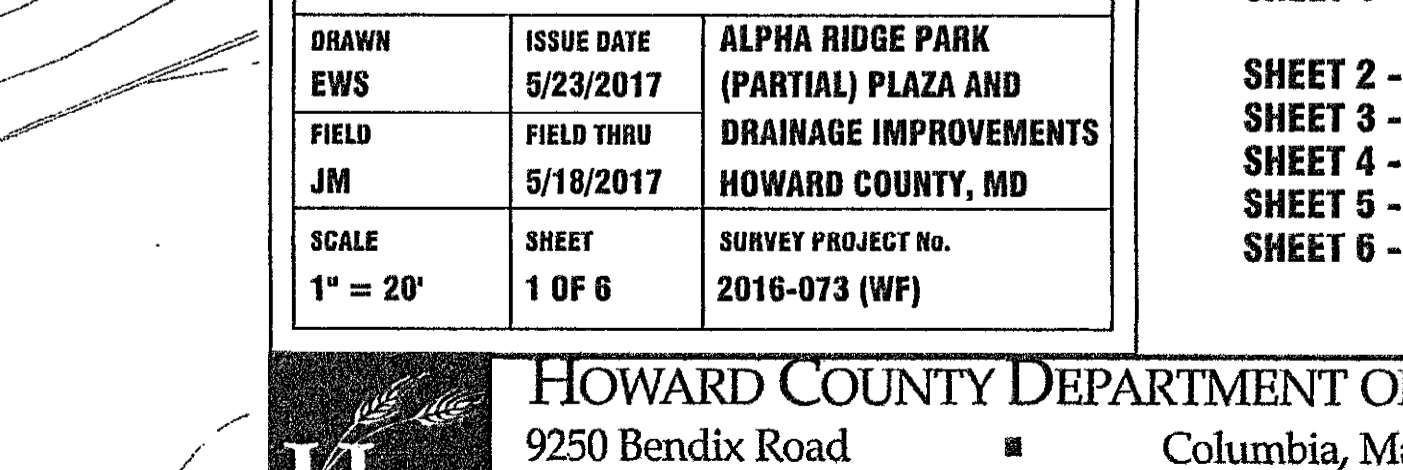 DRAWN
EWS
ISSUE DATE
5/23/2017
ALPHA RIDGE PARK
(PARTIAL) PLAZA AND
DRAINAGE IMPROVEMENTS
HOWARD COUNTY, MD
FIELD
JM
FIELD THRU
5/18/2017
SCALE
1" = 20'
SHEET
1 OF 6
SURVEY PROJECT No.
2016-073 (WF)
SHEET 2 -
SHEET 3 -
SHEET 4 -
SHEET 5 -
SHEET 6 -
HOWARD COUNTY DEPARTMENT
9250 Bendix Road ■ Columbia,